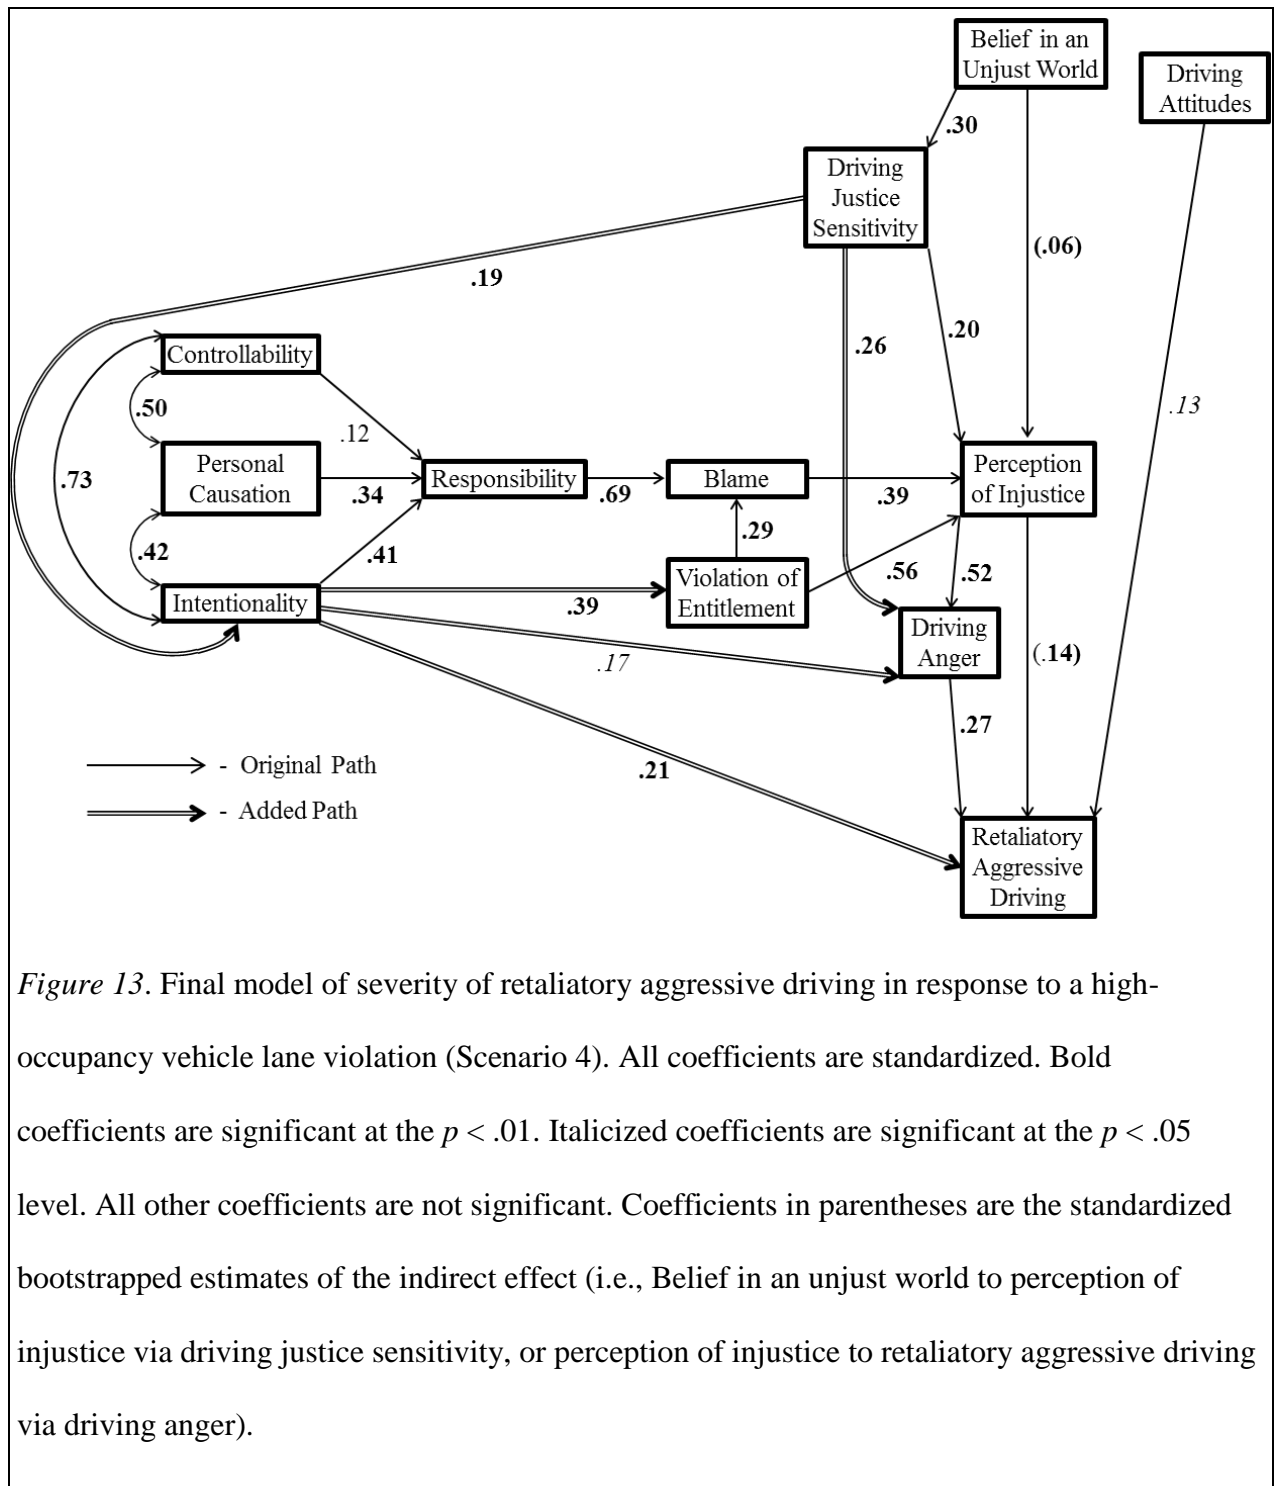 Belief in an
Unjust World
Driving
Attitudes
.30
Driving
Justice
Sensitivity
(.06)
.19
.20
.26
Controllability
.13
.50
.12
Personal
Causation
.73
.34
Responsibility
.69
Blame
.39
Perception
of Injustice
.42
.41
.29
Intentionality
.39
Violation of
Entitlement
.56
.52
Driving
Anger
.17
(.14)
.27
.21
- Original Path
- Added Path
Retaliatory
Aggressive
Driving
Figure 13. Final model of severity of retaliatory aggressive driving in response to a high-
occupancy vehicle lane violation (Scenario 4). All coefficients are standardized. Bold
coefficients are significant at the p < .01. Italicized coefficients are significant at the p < .05
level. All other coefficients are not significant. Coefficients in parentheses are the standardized
bootstrapped estimates of the indirect effect (i.e., Belief in an unjust world to perception of
injustice via driving justice sensitivity, or perception of injustice to retaliatory aggressive driving
via driving anger).